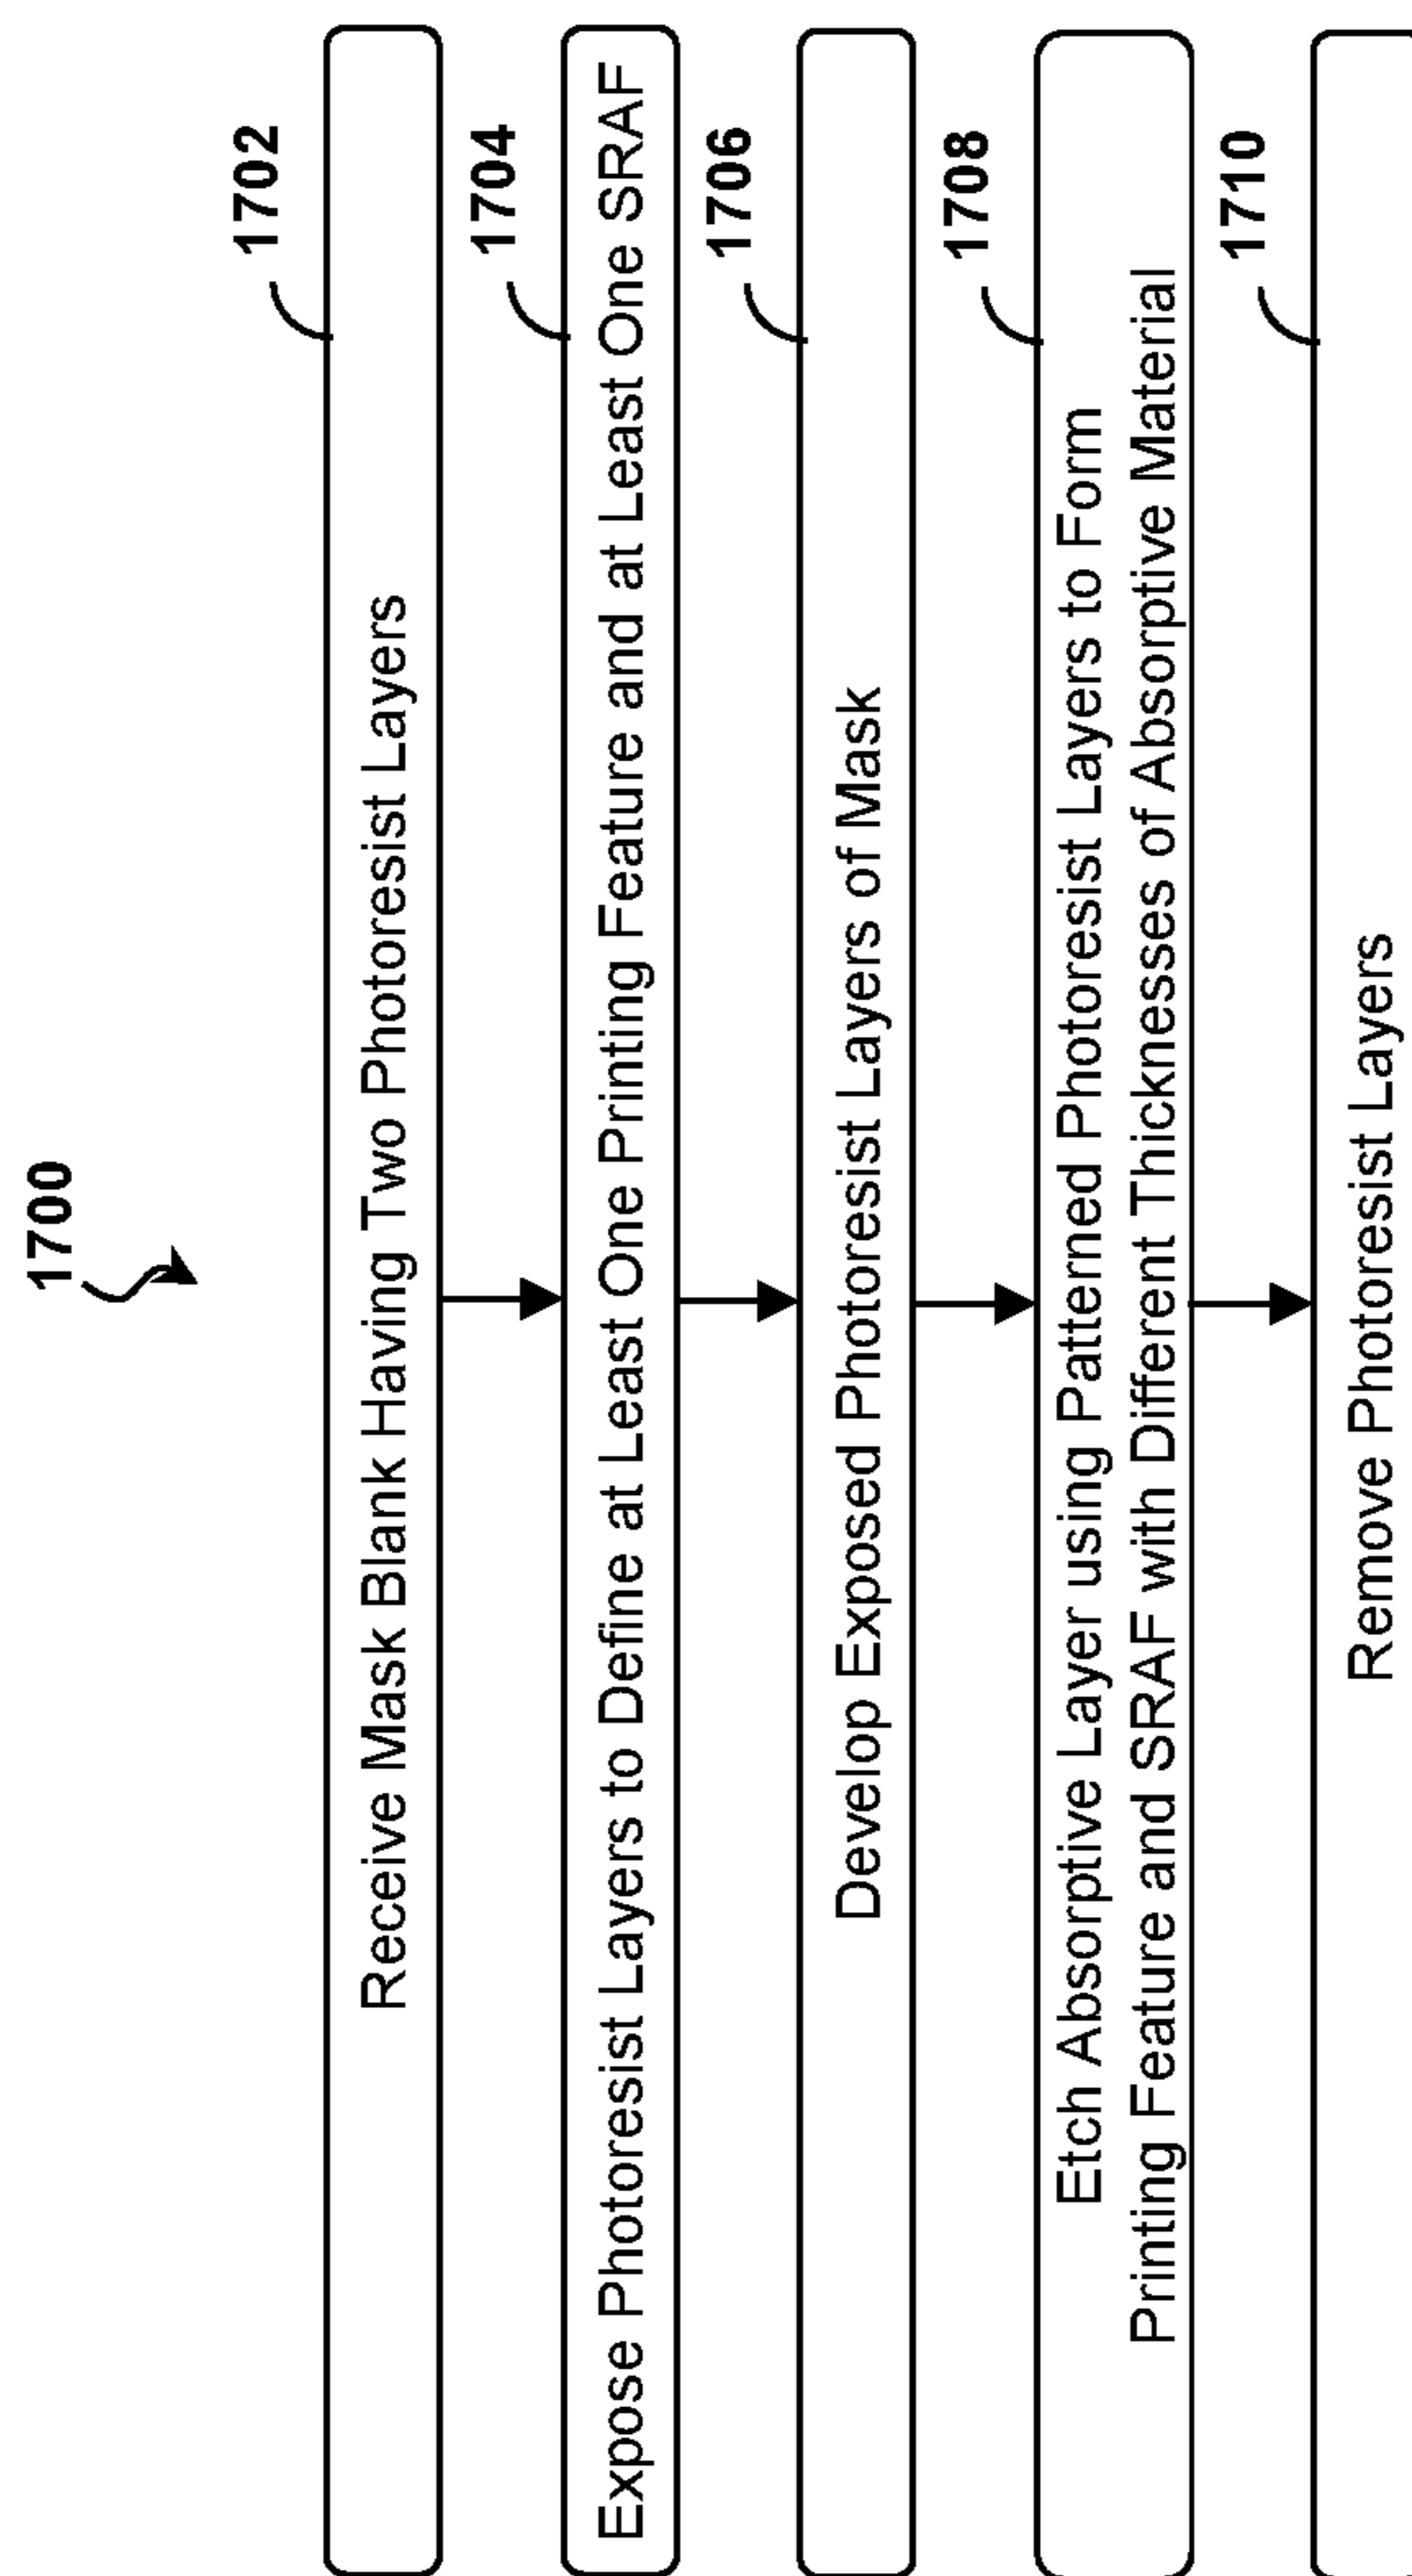 1700
1702
Receive Mask Blank Having Two Photoresist Layers
1704
Expose Photoresist Layers to Define at Least One Printing Feature and at Least One SRAF
1706
Develop Exposed Photoresist Layers of Mask
1708
Etch Absorptive Layer using Patterned Photoresist Layers to Form
Printing Feature and SRAF with Different Thicknesses of Absorptive Material
1710
Remove Photoresist Layers